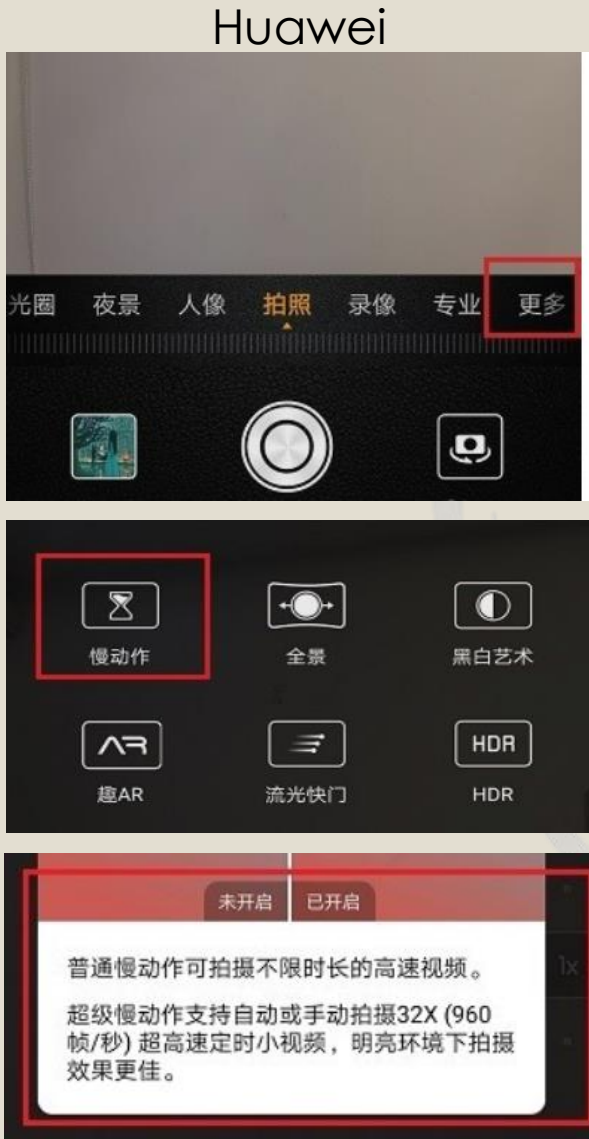 Huawei
光圈 夜景 人像 拍照 录像 专业 更多
慢动作 全景 黑白艺术
AR HDR
趣AR 流光快门 HDR
未开启 已开启
普通慢动作可拍摄不限时长的高速视频。
1x
超级慢动作支持自动或手动拍摄32X (960
帧/秒) 超高速定时小视频，明亮环境下拍摄
效果更佳。